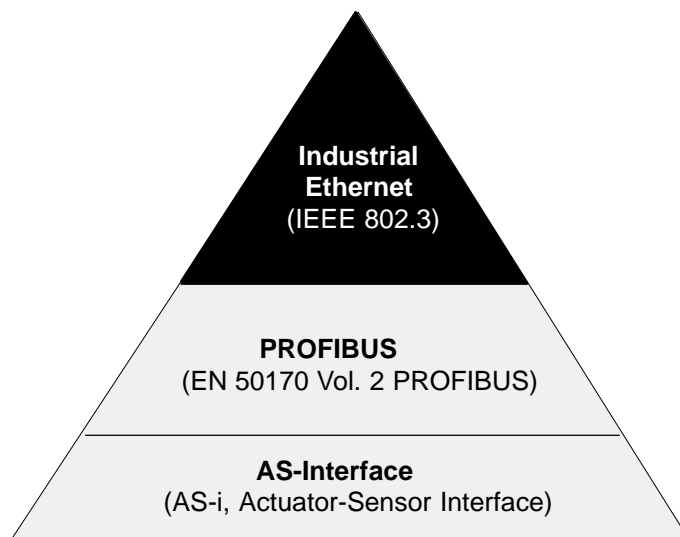 Industrial
Ethernet
(IEEE 802.3)
PROFIBUS
(EN 50170 Vol. 2 PROFIBUS)
AS-Interface
(AS-i, Actuator-Sensor Interface)